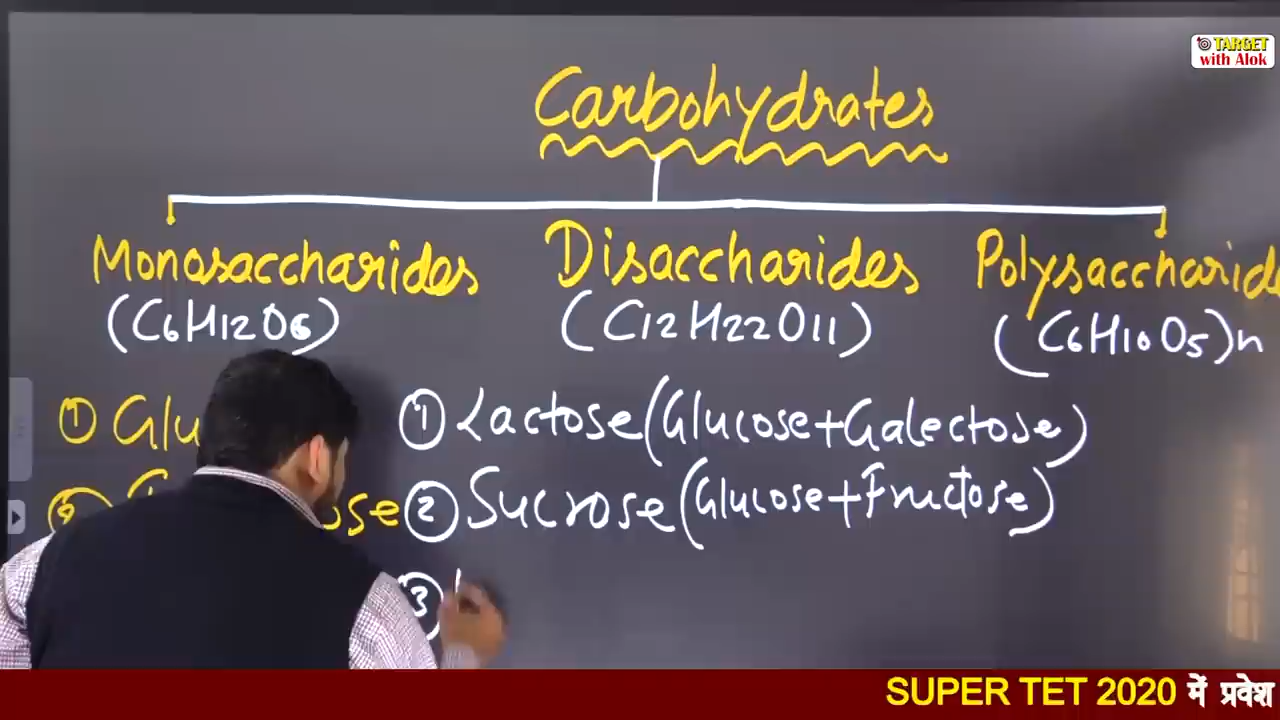 TARGET
with Alok
Carbohydrates
Monosaccharides Disaccharides Polysaccharid
(C6H12O6) (C12H22O11) (C6H10O5)n
① Glu ① Lactose (Glucose+Galectose)
ose ② Sucrose (Glucose+Fructose)
③
SUPER TET 2020 में प्रवेश